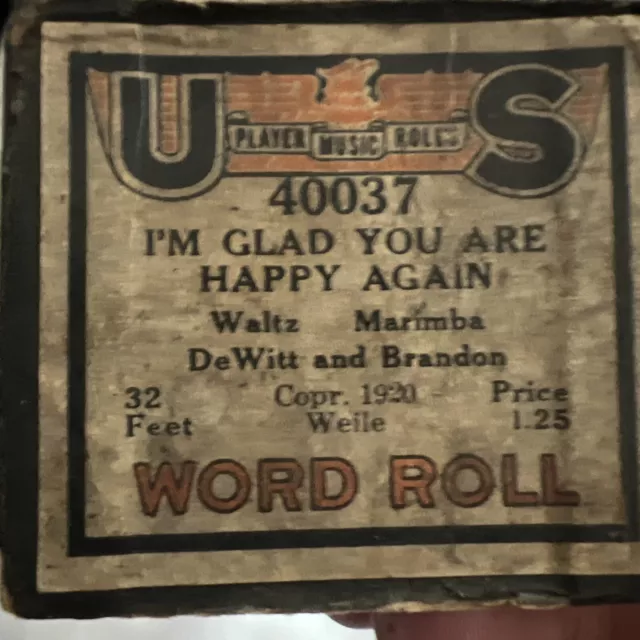 US
PLAYER MUSIC ROLLS
40037
I'M GLAD YOU ARE
HAPPY AGAIN
Waltz Marimba
DeWitt and Brandon
32 Feet
Copr. 1920 Weile
Price 1.25
WORD ROLL